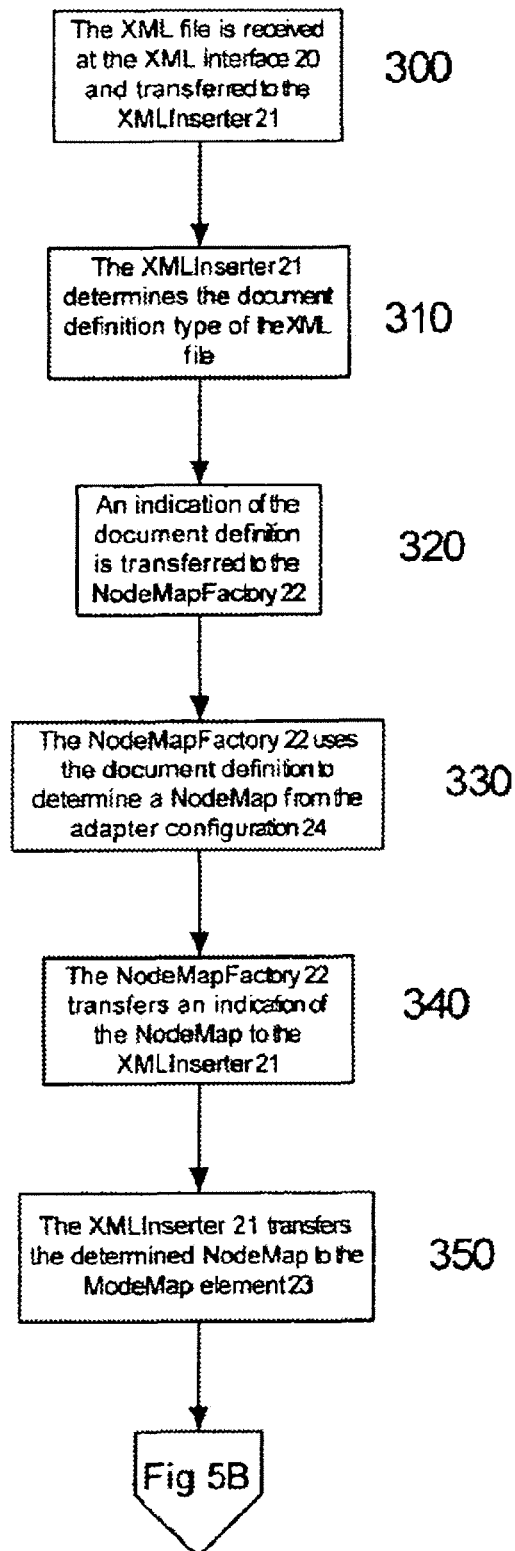 The XML file is received
at the XML interface 20
and transferred to the
XMLInserter 21
300
The XMLInserter 21
determines the document
definition type of the XML
file
310
An indication of the
document definition
is transferred to the
NodeMapFactory 22
320
The NodeMapFactory 22 uses
the document definition to
determine a NodeMap from the
adapter configuration 24
330
The NodeMapFactory 22
transfers an indication of
the NodeMap to the
XMLInserter 21
340
The XMLInserter 21 transfers
the determined NodeMap to the
ModeMap element 23
350
Fig 5B